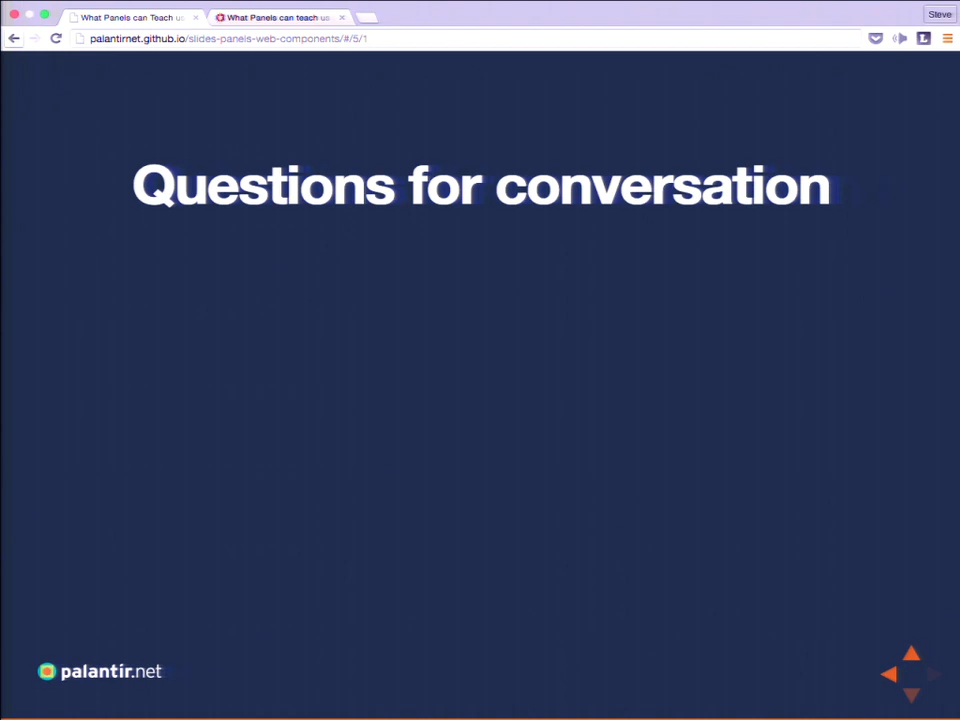 What Panels can Teach us
What Panels can teach us
Steve
palantirnet.github.io/slides-panels-web-components/#/5/1
L
Questions for conversation
palantir.net